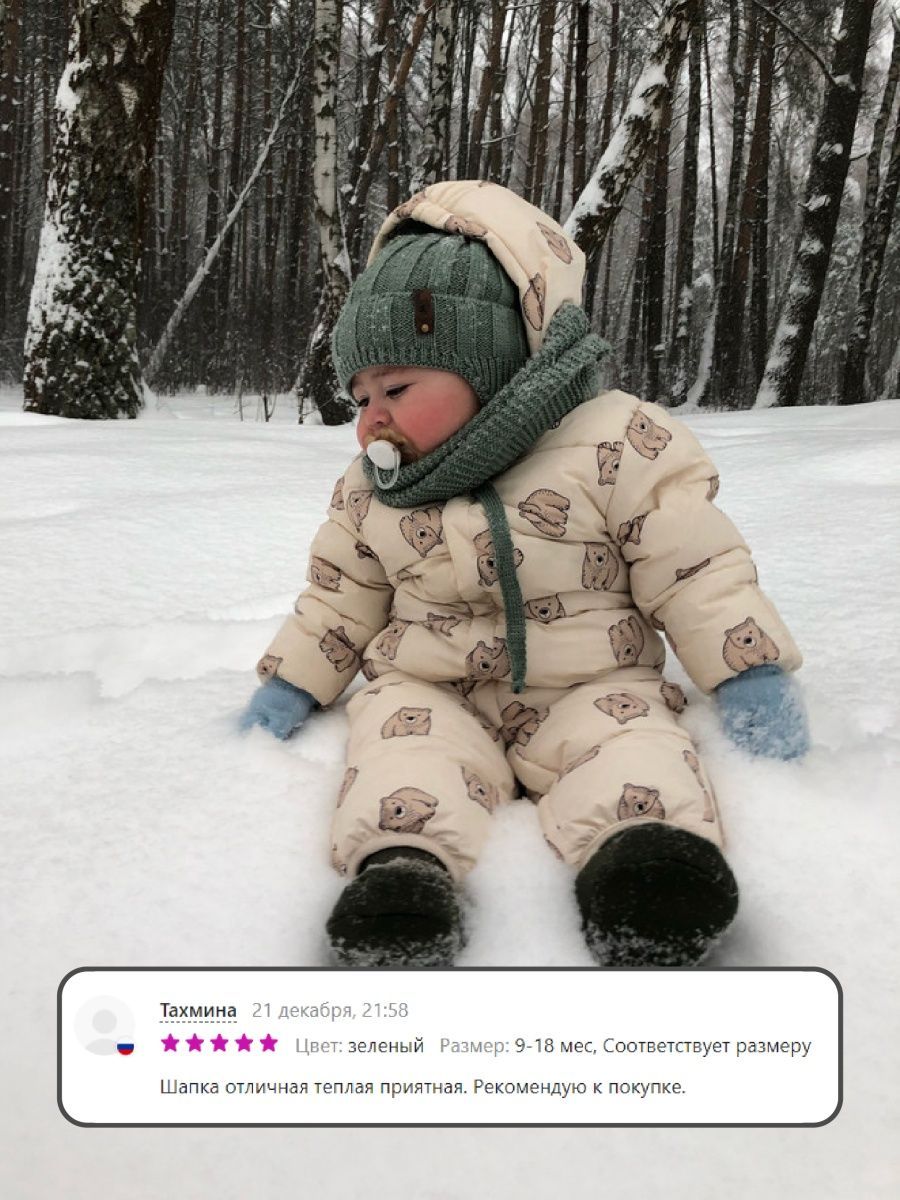 Тахмина 21 декабря, 21:58
Цвет: зеленый Размер: 9-18 мес, Соответствует размеру
Шапка отличная теплая приятная. Рекомендую к покупке.